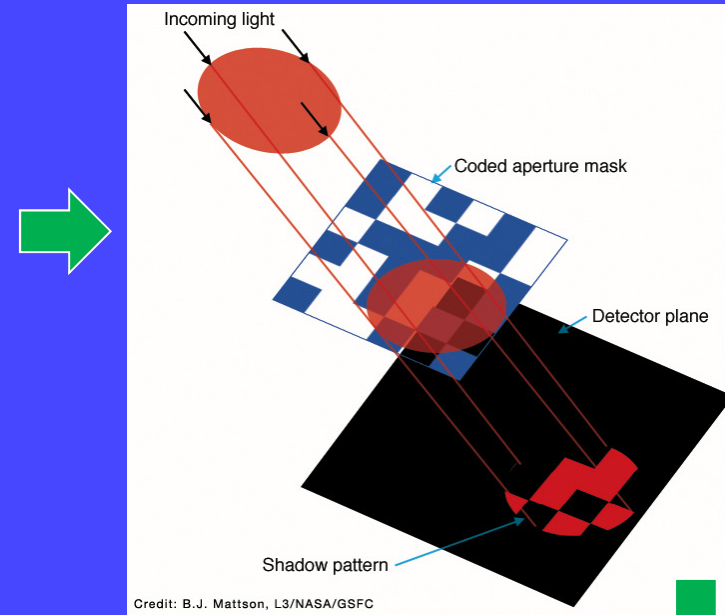 Incoming light
Coded aperture mask
Detector plane
Shadow pattern
Credit: B.J. Mattson, L3/NASA/GSFC